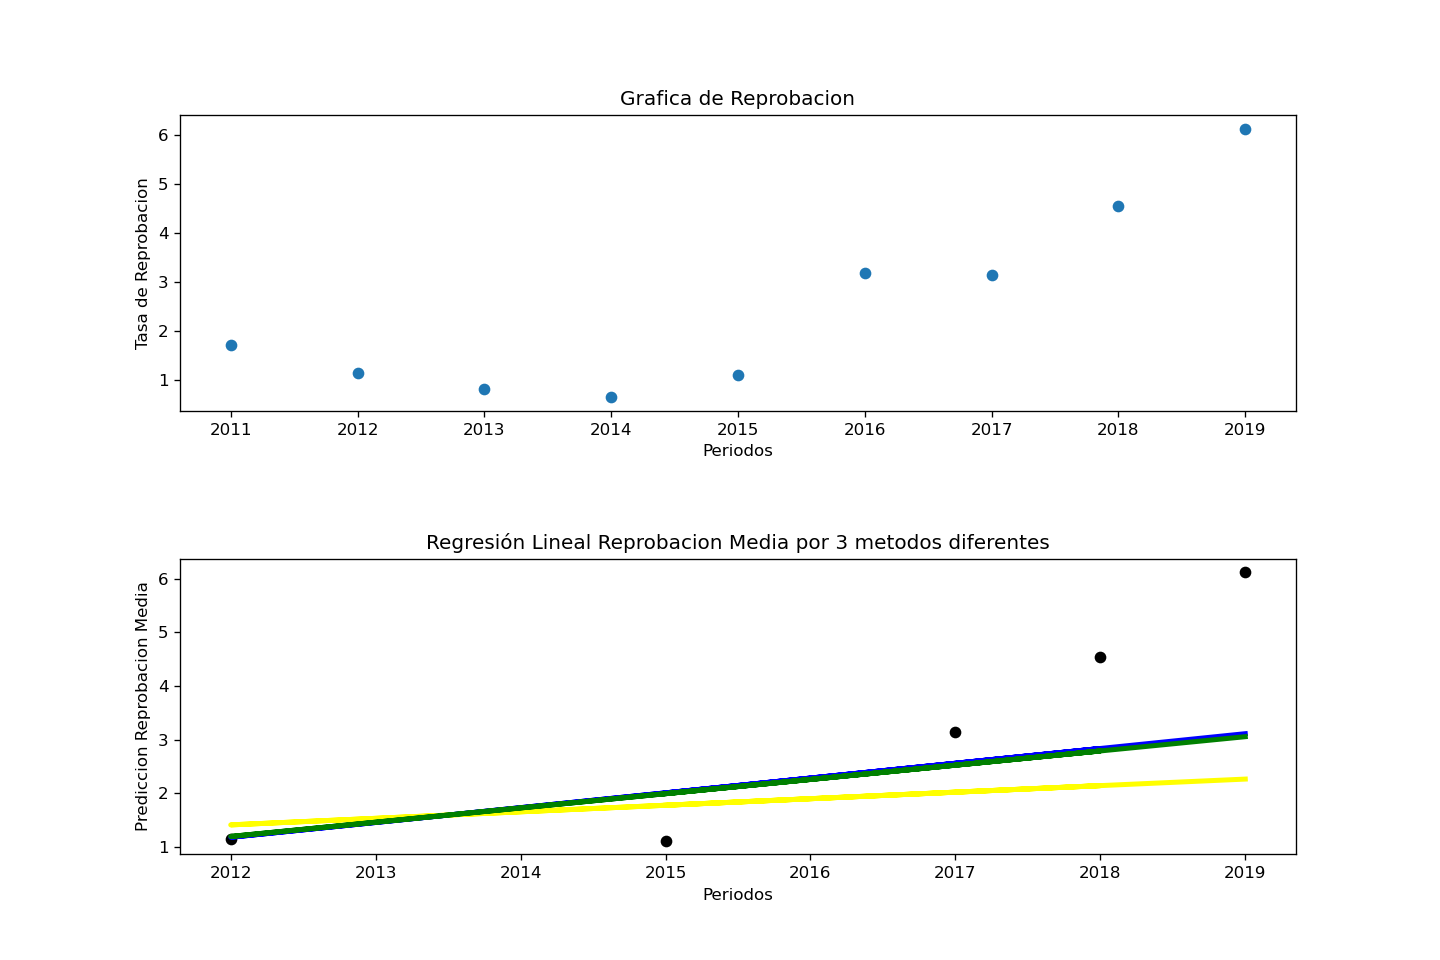 Grafica de Reprobacion
Tasa de Reprobacion
6
5
4
3
2
1
2011 2012 2013 2014 2015 2016 2017 2018 2019
Periodos
Regresión Lineal Reprobacion Media por 3 metodos diferentes
Prediccion Reprobacion Media
6
5
4
3
2
1
2012 2013 2014 2015 2016 2017 2018 2019
Periodos